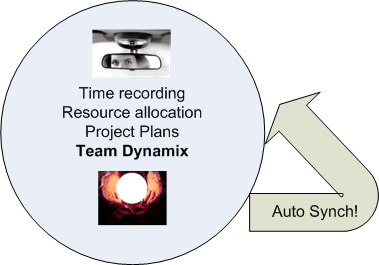 Time recording
Resource allocation
Project Plans
Team Dynamix
Auto Synch!